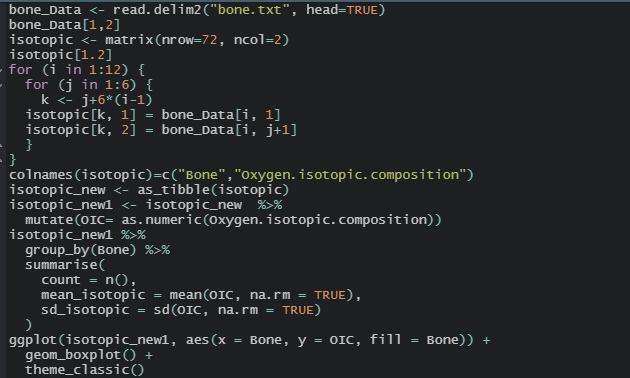 bone_Data <- read.delim2("bone.txt", head=TRUE)
bone_Data[1,2]
isotopic <- matrix(nrow=72, ncol=2)
isotopic[1.2]
for (i in 1:12) {
  for (j in 1:6) {
    k <- j+6*(i-1)
  isotopic[k, 1] = bone_Data[i, 1]
  isotopic[k, 2] = bone_Data[i, j+1]
  }
}
colnames(isotopic)=c("Bone","Oxygen.isotopic.composition")
isotopic_new <- as_tibble(isotopic)
isotopic_new1 <- isotopic_new  %>%
  mutate(OIC= as.numeric(Oxygen.isotopic.composition))
isotopic_new1 %>%
  group_by(Bone) %>%
  summarise(
    count = n(),
    mean_isotopic = mean(OIC, na.rm = TRUE),
    sd_isotopic = sd(OIC, na.rm = TRUE)
  )
ggplot(isotopic_new1, aes(x = Bone, y = OIC, fill = Bone)) +
  geom_boxplot() +
  theme_classic()